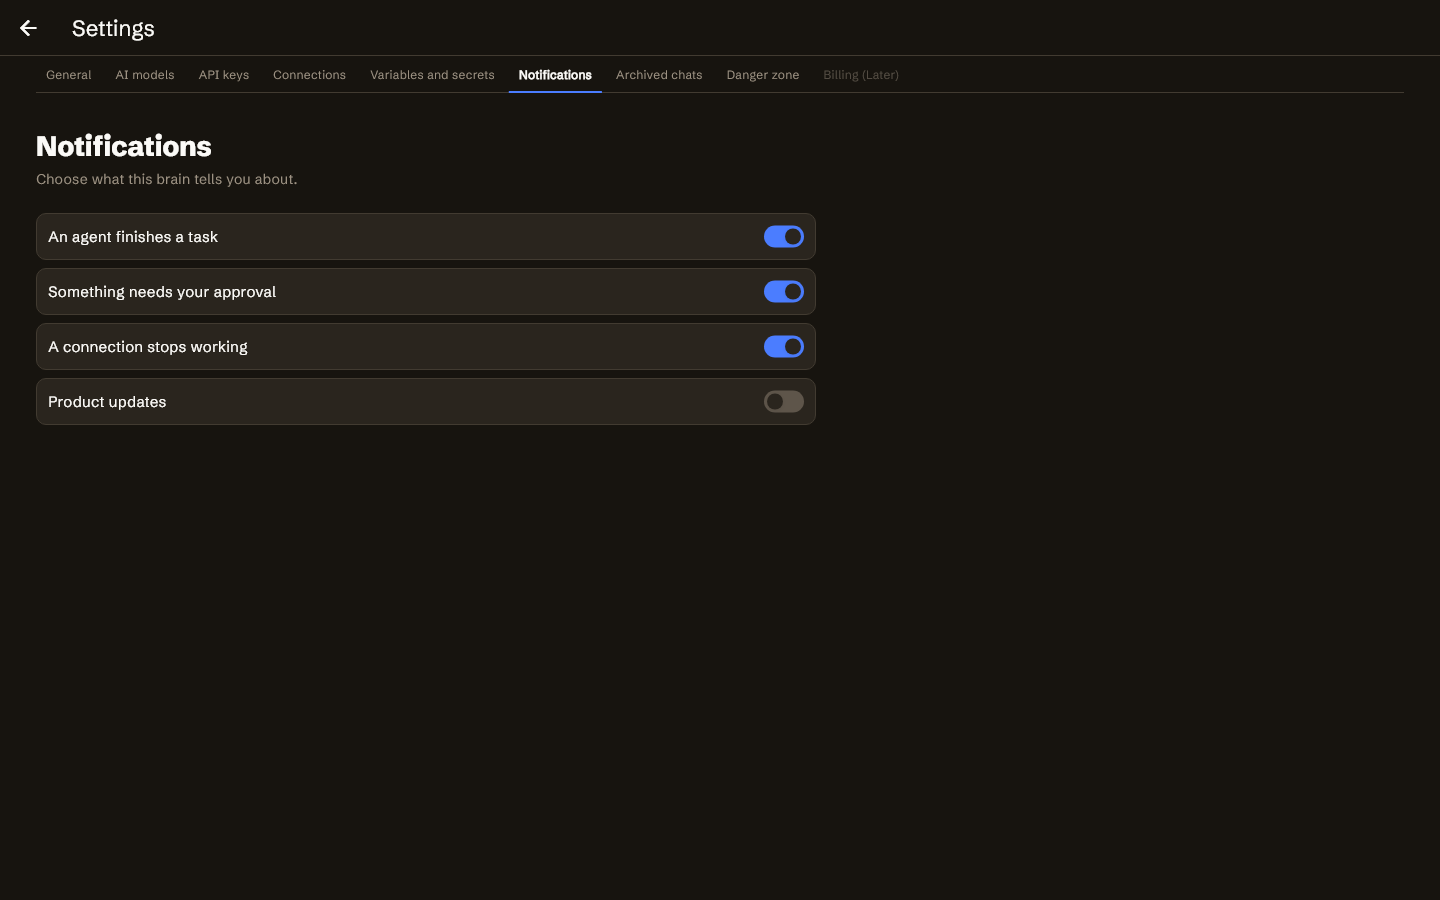 Settings
General AI models API keys Connections Variables and secrets Notifications Archived chats Danger zone Billing (Later)
Notifications
Choose what this brain tells you about.
An agent finishes a task
Something needs your approval
A connection stops working
Product updates